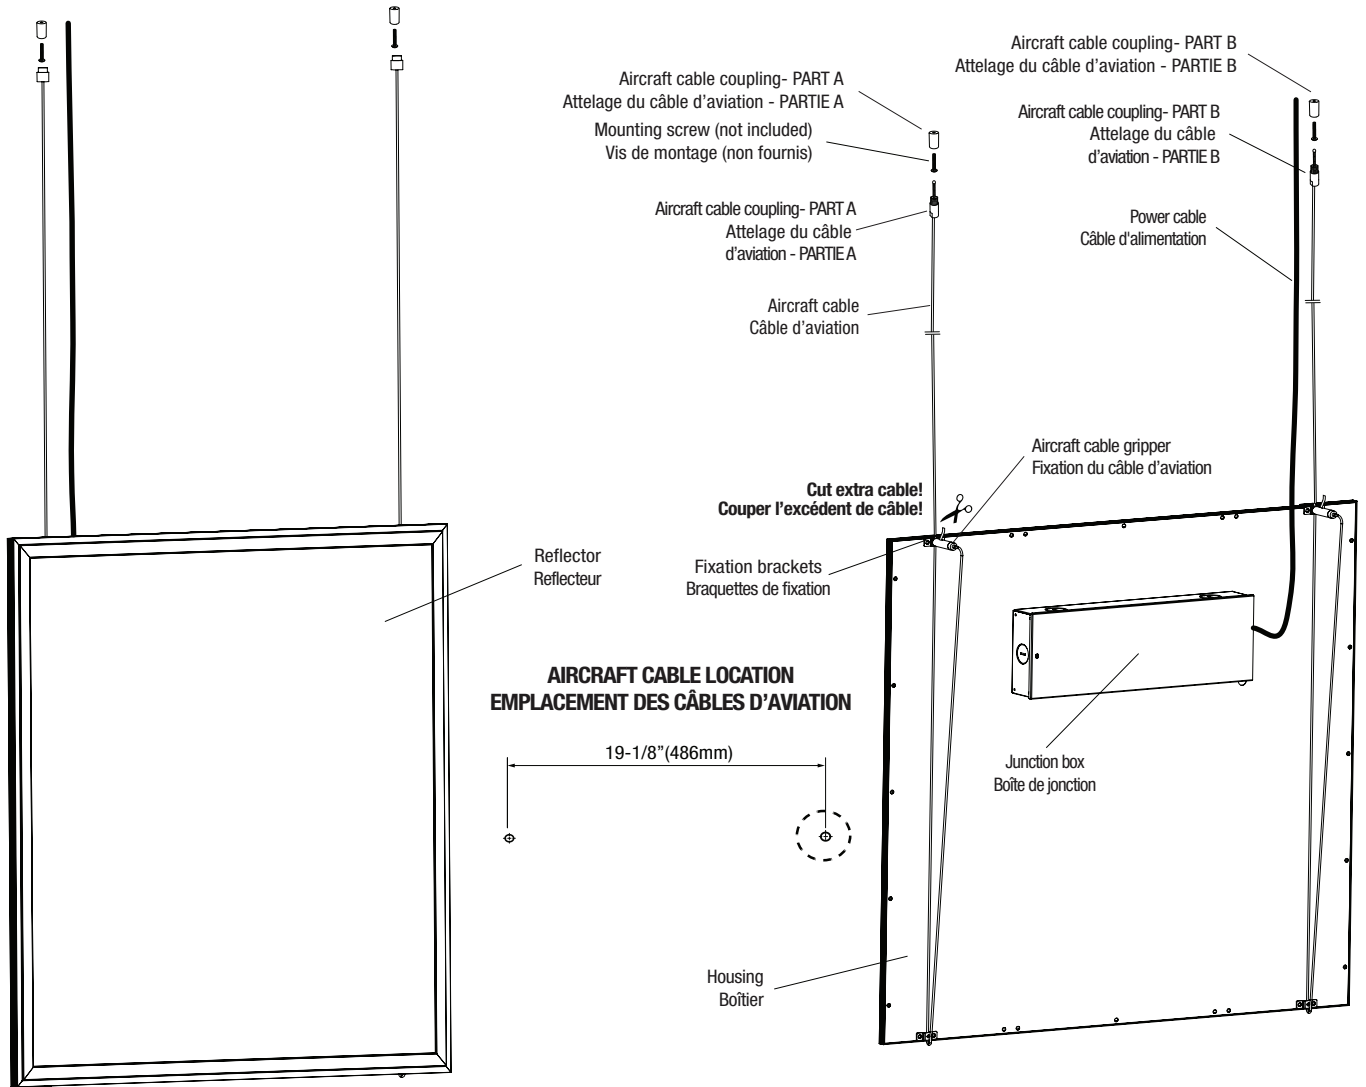 Aircraft cable coupling- PART B
Attelage du câble d’aviation - PARTIE B
Aircraft cable coupling- PART A
Attelage du câble d’aviation - PARTIE A
Mounting screw (not included)
Vis de montage (non fournis)
Aircraft cable coupling- PART B
Attelage du câble
d’aviation - PARTIE B
Aircraft cable coupling- PART A
Attelage du câble
d’aviation - PARTIE A
Power cable
Câble d'alimentation
Aircraft cable
Câble d’aviation
Aircraft cable gripper
Fixation du câble d’aviation
Cut extra cable!
Couper l’excédent de câble!
Reflector
Reflecteur
Fixation brackets
Braquettes de fixation
AIRCRAFT CABLE LOCATION
EMPLACEMENT DES CÂBLES D’AVIATION
19-1/8”(486mm)
Junction box
Boîte de jonction
Housing
Boîtier